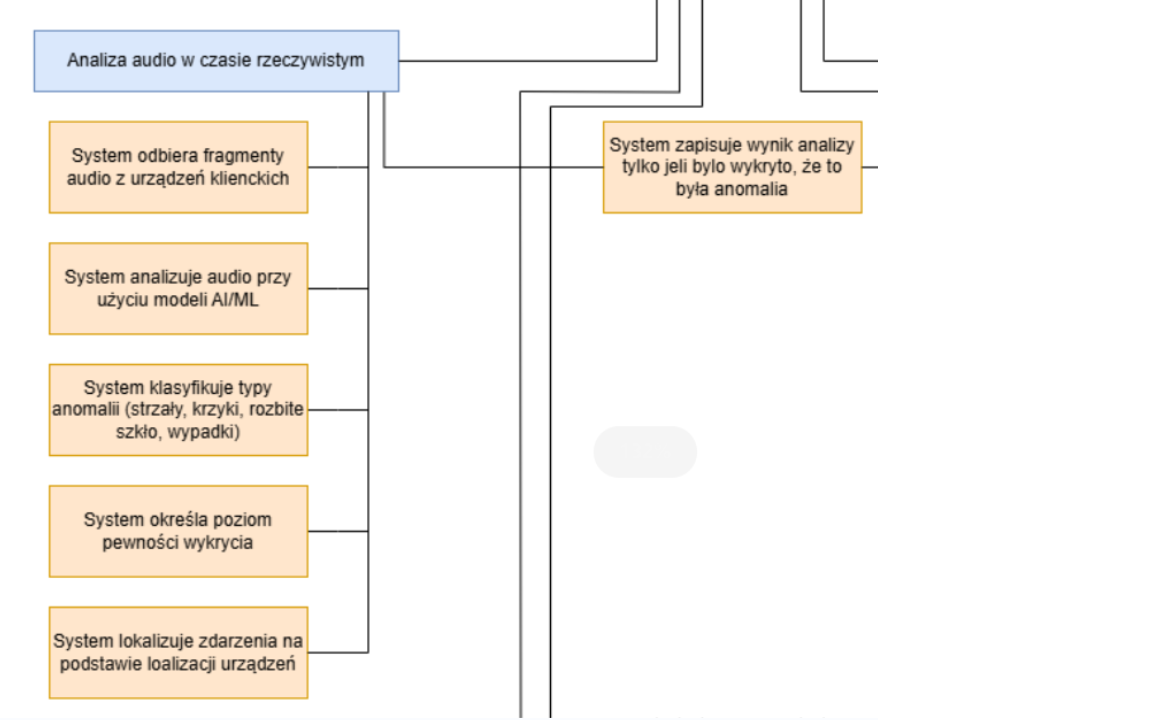 Analiza audio w czasie rzeczywistym
System odbiera fragmenty
audio z urządzeń klienckich
System zapisuje wynik analizy
tylko jeli bylo wykryto, że to
była anomalia
System analizuje audio przy
użyciu modeli AI/ML
System klasyfikuje typy
anomalii (strzały, krzyki, rozbite
szkło, wypadki)
System określa poziom
pewności wykrycia
System lokalizuje zdarzenia na
podstawie loalizacji urządzeń